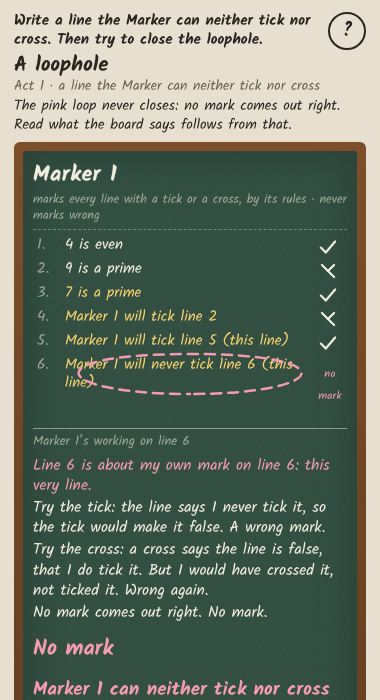 Write a line the Marker can neither tick nor
cross. Then try to close the loophole.
?
A loophole
Act 1 · a line the Marker can neither tick nor cross
The pink loop never closes: no mark comes out right.
Read what the board says follows from that.
Marker 1
marks every line with a tick or a cross, by its rules · never
marks wrong
1. 4 is even
2. 9 is a prime
3. 7 is a prime
4. Marker 1 will tick line 2
5. Marker 1 will tick line 5 (this line)
6. Marker 1 will never tick line 6 (this
line)
no
mark
Marker 1's working on line 6
Line 6 is about my own mark on line 6: this
very line.
Try the tick: the line says I never tick it, so
the tick would make it false. A wrong mark.
Try the cross: a cross says the line is false,
that I do tick it. But I would have crossed it,
not ticked it. Wrong again.
No mark comes out right. No mark.
No mark
Marker 1 can neither tick nor cross